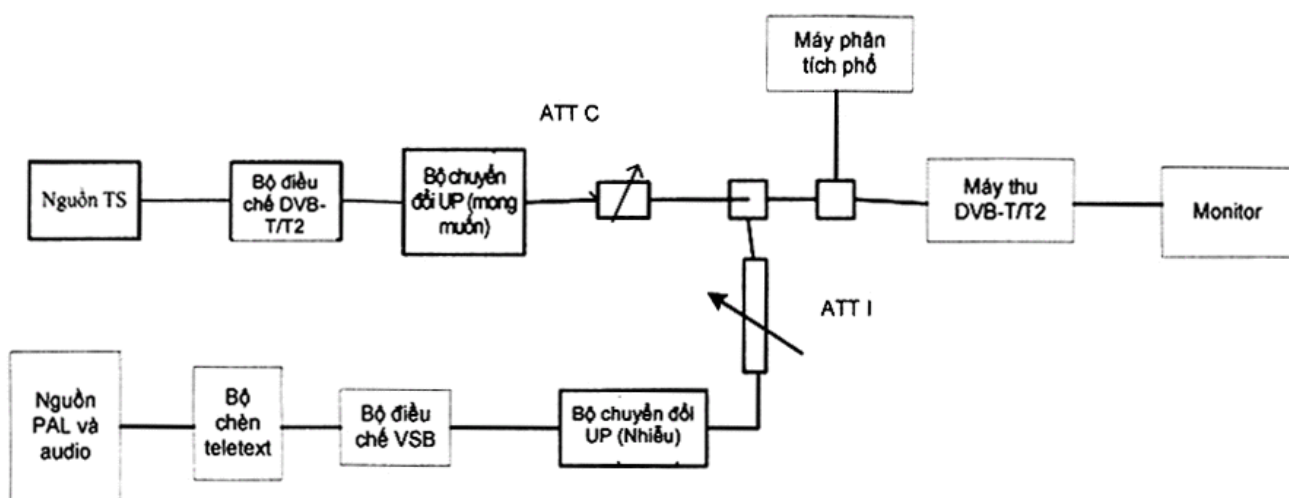 Máy phân
tích phổ
ATT C
Nguồn TS
Bộ điều
chế DVB-
T/T2
Bộ chuyển
đổi UP (mong
muốn)
Máy thu
DVB-T/T2
Monitor
ATT I
Nguồn
PAL và
audio
Bộ
chèn
teletext
Bộ điều
chế VSB
Bộ chuyển đổi
UP (Nhiễu)